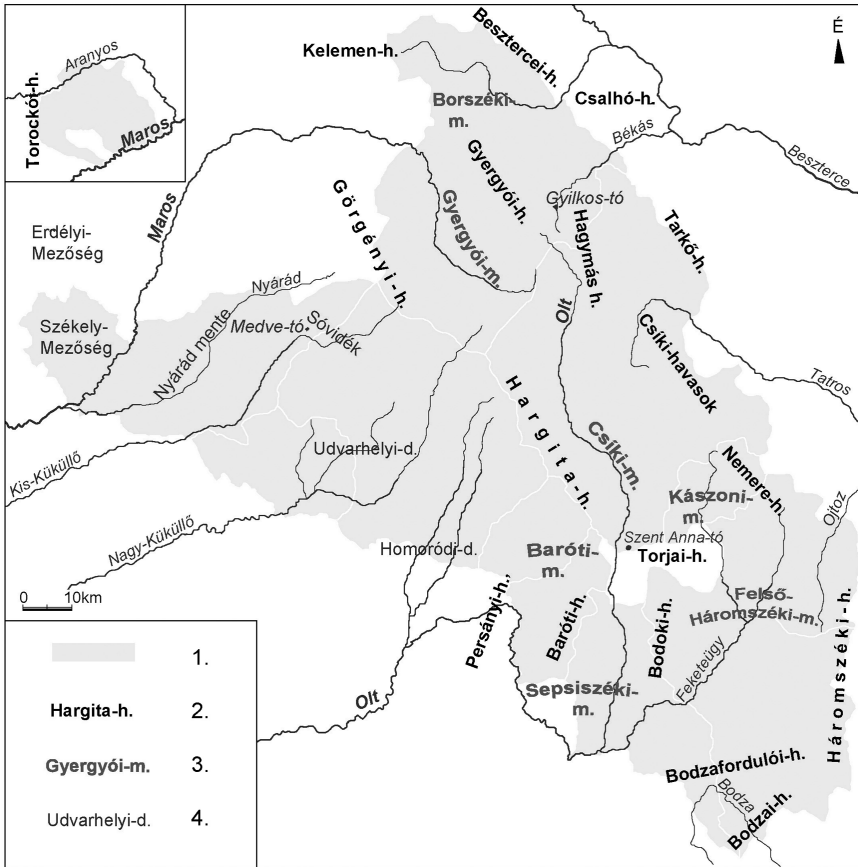 Aranyos
Torockói-h.
Maros
Kelemen-h.
Besztercei-h.
É
Borszéki-
m.
Csalhó-h.
Békás
Beszterce
Gyergyói-h.
Gyilkos-tó
Maros
Görgényi-h.
Gyergyói-m.
Hagymás h.
Tarkő-h.
Erdélyi-
Mezőség
Nyárád
Olt
Székely-
Mezőség
Medve-tó
Sóvidék
Nyárád mente
Csíki-havasok
Tatros
Hargita-h.
Csíki-m.
Udvarhelyi-d.
Kis-Küküllő
Nemere-h.
Kászoni-
m.
Ojtoz
Nagy-Küküllő
Homoródi-d.
Szent Anna-tó
Torjai-h.
Baróti-
m.
0 10km
Persányi-h.,
Baróti-h.
Bodoki-h.
Felső-
Háromszéki-m.
Feketeügy
Háromszéki-h.
Olt
Sepsiszéki-
m.
Bodzafordulói-h.
Bodza
Bodzai-h.
1.
Hargita-h. 2.
Gyergyói-m. 3.
Udvarhelyi-d. 4.